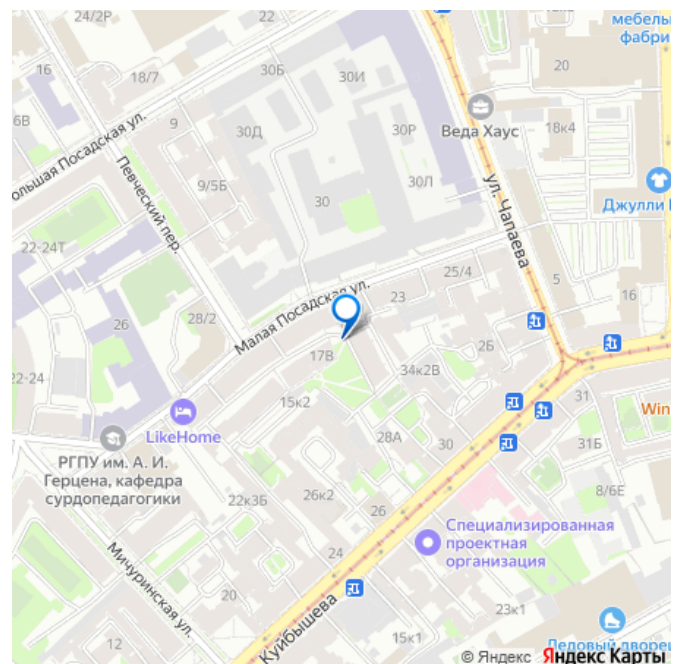 24/2Р
22
мебель
фабри
16
18/7
30Б
30И
20
6В
9
30Д
30Р
Веда Хаус
18к4
ольшая Посадская ул.
Певческий пер.
9/5Б
30
30Л
ул. Чапаева
Джулли
22-24Т
25/4
Малая Посадская ул.
23
5
16
28/2
26
17В
2Б
34к2В
22-24
15к2
31
Win
LikeHome
28А
30
31Б
РГПУ им. А. И.
Герцена, кафедра
сурдопедагогики
22к3Б
26к2
26
8/6Е
Специализированная
проектная
организация
Мичуринская ул.
24
20
Куйбышева
23к1
12
15к1
Ледовый дворец
© Яндекс Яндекс Карты